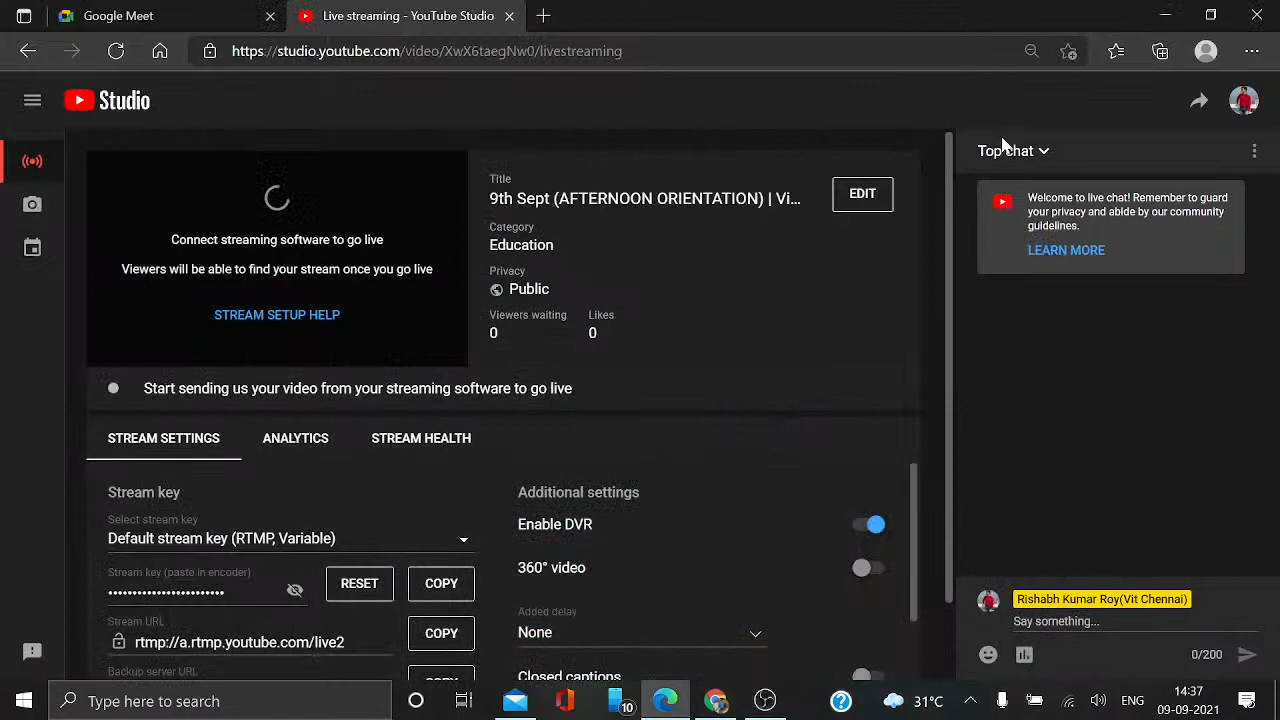 Google Meet
Live streaming - YouTube Studio
https://studio.youtube.com/video/XwX6taegNw0/livestreaming
Studio
Connect streaming software to go live
Viewers will be able to find your stream once you go live
STREAM SETUP HELP
Title
9th Sept (AFTERNOON ORIENTATION) | Vi...
EDIT
Category
Education
Privacy
Public
Viewers waiting
Likes
0
0
Start sending us your video from your streaming software to go live
STREAM SETTINGS
ANALYTICS
STREAM HEALTH
Stream key
Select stream key
Default stream key (RTMP, Variable)
Stream key (paste in encoder)
••••••••••••••••••••••••
RESET
COPY
Stream URL
rtmp://a.rtmp.youtube.com/live2
COPY
Backup server URL
COPY
Additional settings
Enable DVR
360° video
Added delay
None
Closed captions
Top chat
Welcome to live chat! Remember to guard
your privacy and abide by our community
guidelines.
LEARN MORE
Rishabh Kumar Roy(Vit Chennai)
Say something...
0/200
Type here to search
10
31°C
ENG
14:37
09-09-2021